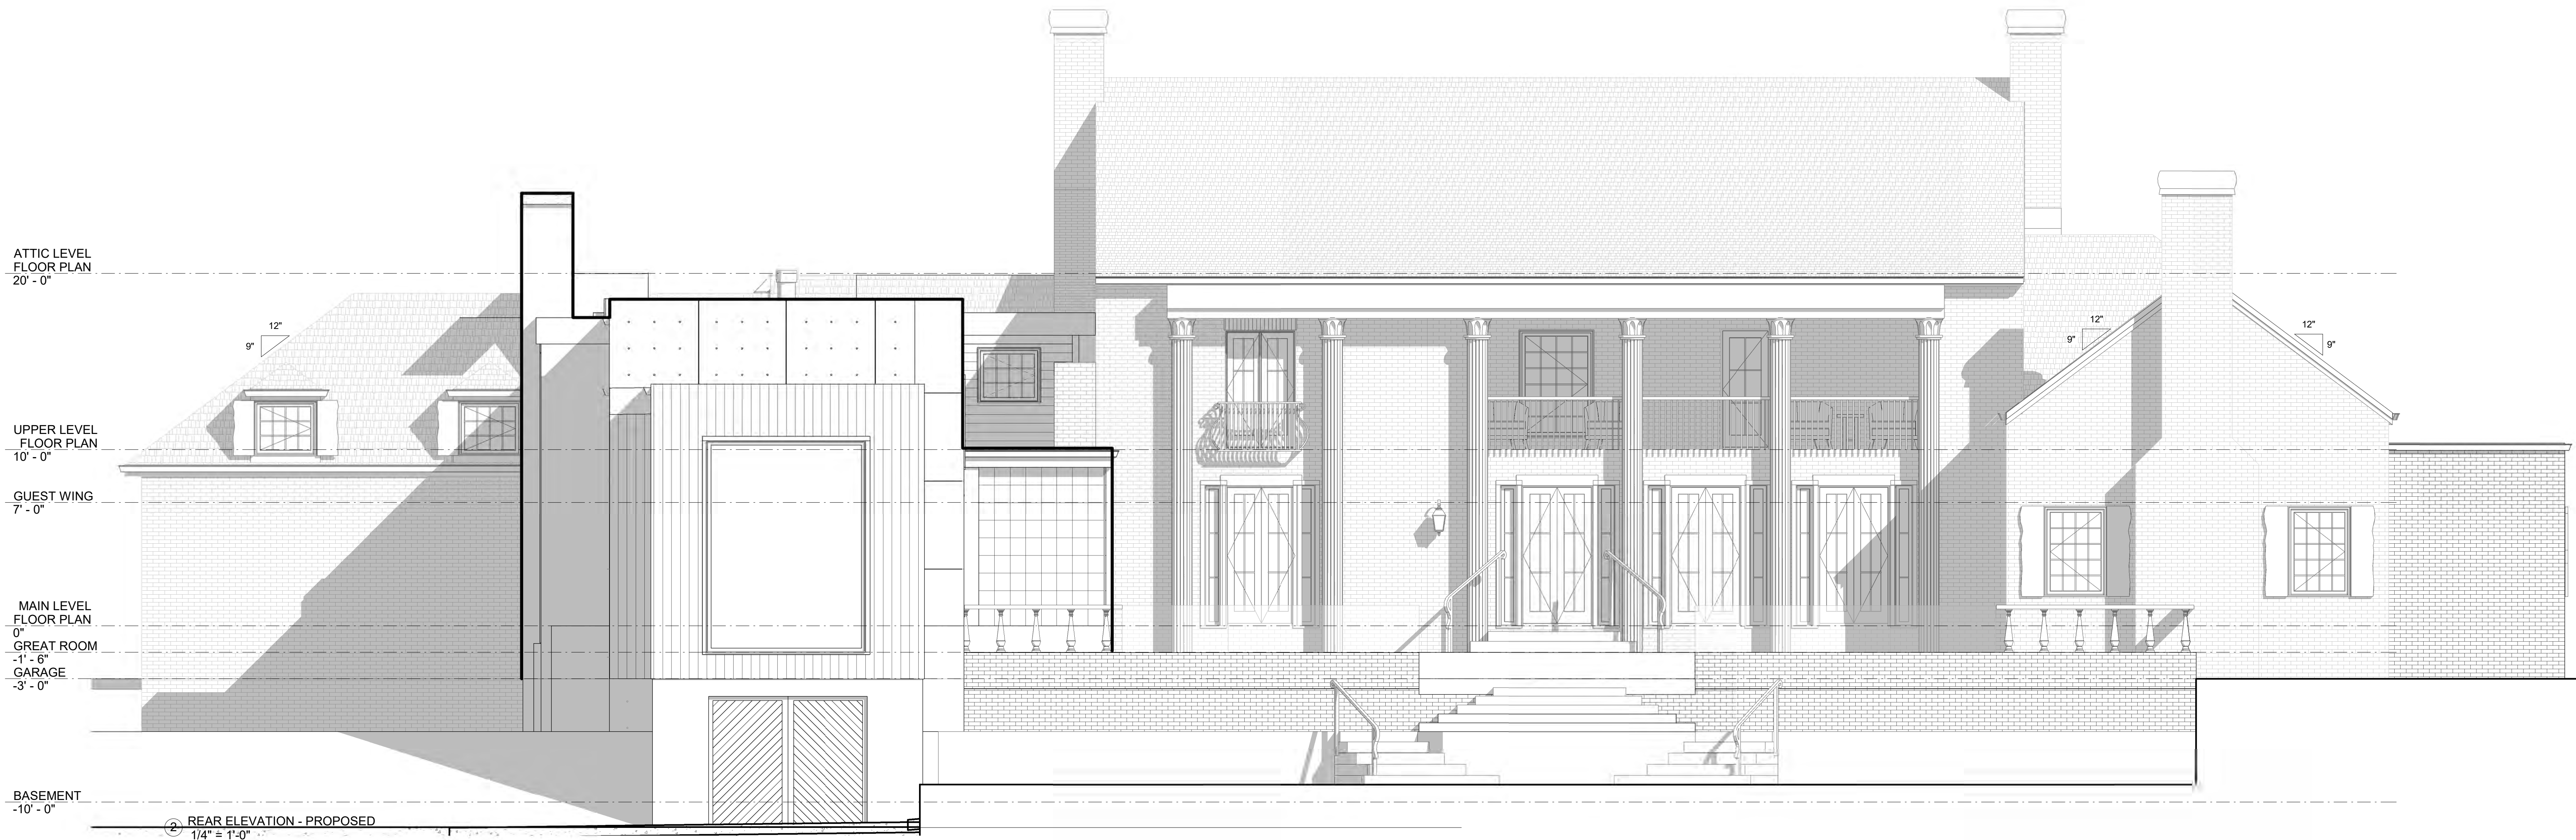 ATTIC LEVEL
FLOOR PLAN
20' - 0"
12"
9"
12"
9"
12"
9"
UPPER LEVEL
FLOOR PLAN
10' - 0"
GUEST WING
7' - 0"
MAIN LEVEL
FLOOR PLAN
0"
GREAT ROOM
-1' - 6"
GARAGE
-3' - 0"
BASEMENT
-10' - 0"
2 REAR ELEVATION - PROPOSED
1/4" = 1'-0"